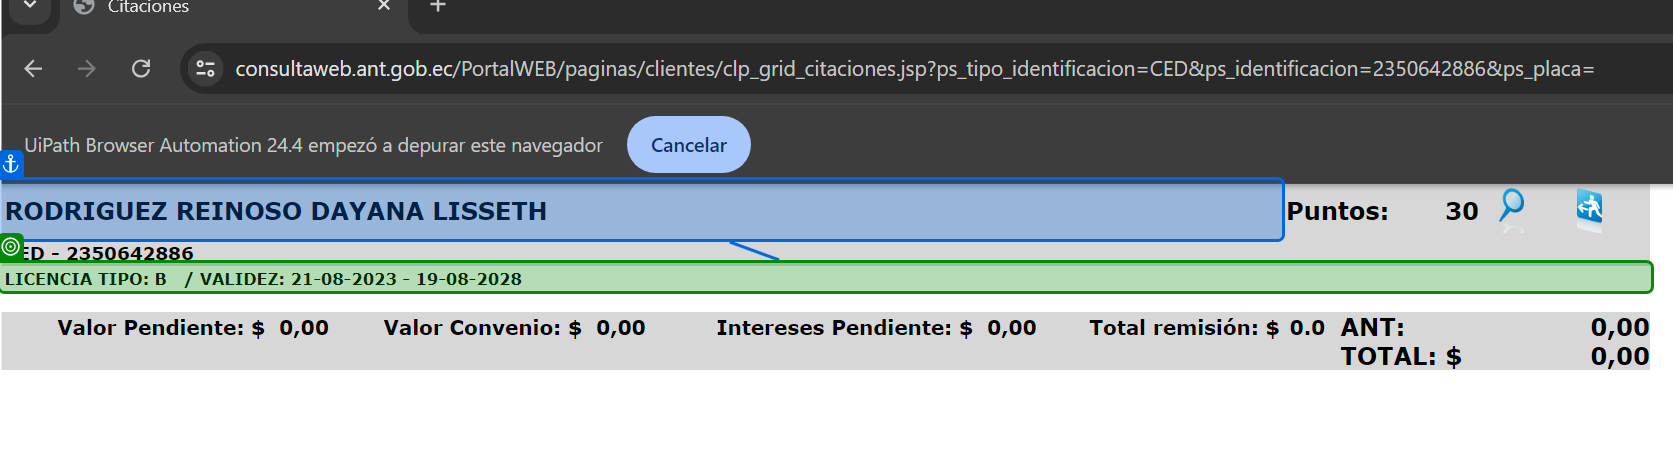 Citaciones
consultaweb.ant.gob.ec/PortalWEB/paginas/clientes/clp_grid_citaciones.jsp?ps_tipo_identificacion=CED&ps_identificacion=2350642886&ps_placa=
UiPath Browser Automation 24.4 empezó a depurar este navegador Cancelar
RODRIGUEZ REINOSO DAYANA LISSETH Puntos: 30
ED - 2350642886
LICENCIA TIPO: B / VALIDEZ: 21-08-2023 - 19-08-2028
Valor Pendiente: $ 0,00 Valor Convenio: $ 0,00 Intereses Pendiente: $ 0,00 Total remisión: $ 0.0 ANT: 0,00
TOTAL: $ 0,00